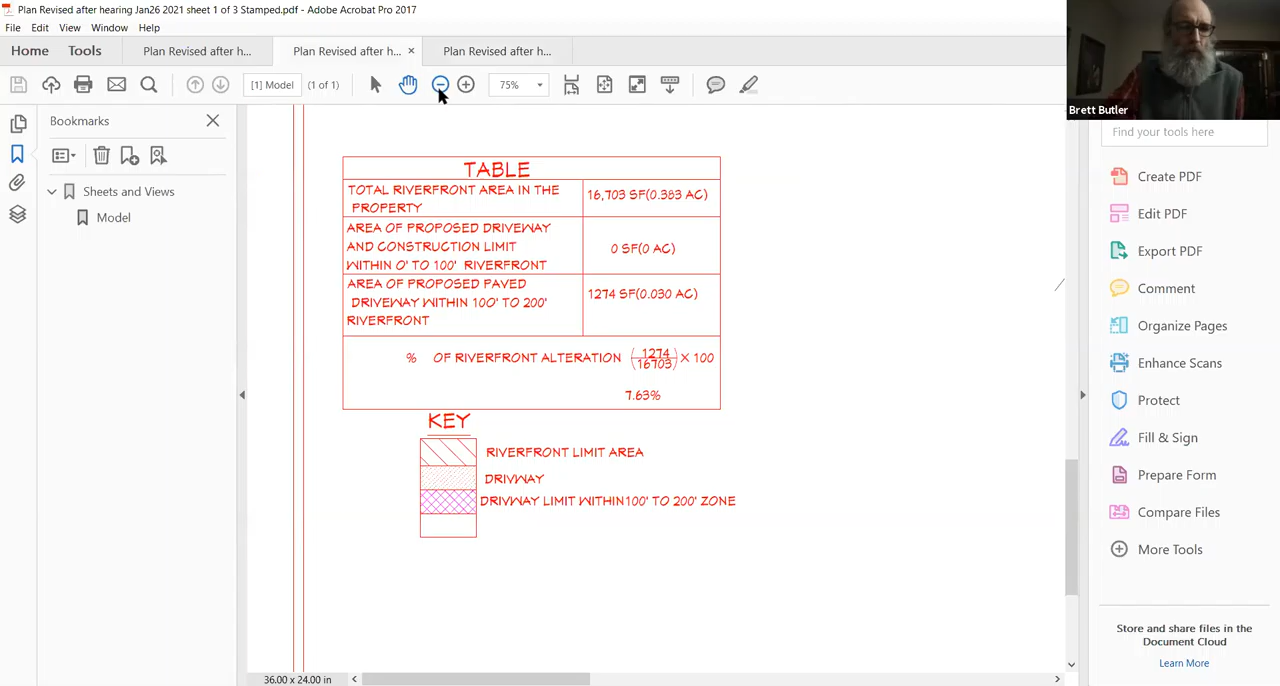 Plan Revised after hearing Jan26 2021 sheet 1 of 3 Stamped.pdf - Adobe Acrobat Pro 2017
File Edit View Window Help
Home Tools Plan Revised after h... Plan Revised after h... × Plan Revised after h...
[1] Model (1 of 1) 75%
Brett Butler
Bookmarks
Sheets and Views
Model
TABLE
TOTAL RIVERFRONT AREA IN THE
PROPERTY
16,703 SF(0.383 AC)
AREA OF PROPOSED DRIVEWAY
AND CONSTRUCTION LIMIT
WITHIN 0' TO 100' RIVERFRONT
0 SF(0 AC)
AREA OF PROPOSED PAVED
DRIVEWAY WITHIN 100' TO 200'
RIVERFRONT
1274 SF(0.030 AC)
% OF RIVERFRONT ALTERATION (1274/16703) X 100
7.63%
KEY
RIVERFRONT LIMIT AREA
DRIVWAY
DRIVWAY LIMIT WITHIN100' TO 200' ZONE
36.00 x 24.00 in
Find your tools here
Create PDF
Edit PDF
Export PDF
Comment
Organize Pages
Enhance Scans
Protect
Fill & Sign
Prepare Form
Compare Files
More Tools
Store and share files in the
Document Cloud
Learn More